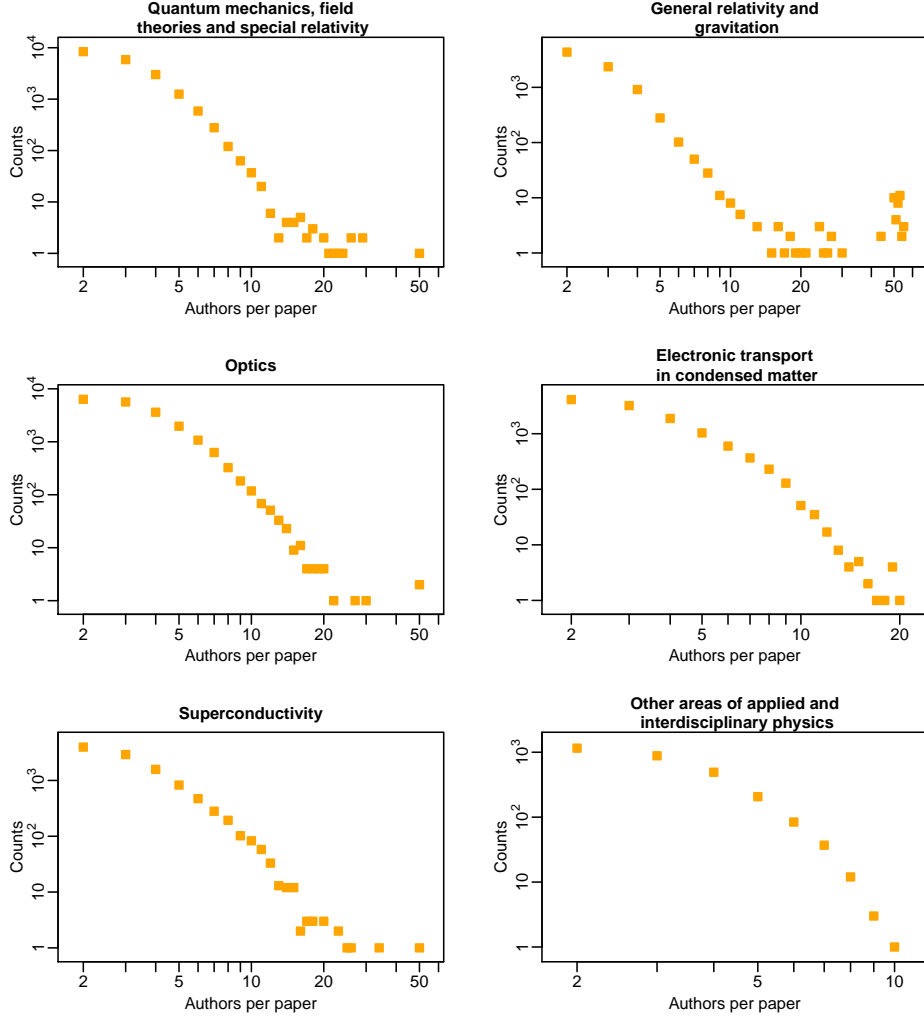 Quantum mechanics, field
theories and special relativity
Counts
10^4
10^3
10^2
10
1
2
5
10
20
50
Authors per paper
General relativity and
gravitation
Counts
10^3
10^2
10
1
2
5
10
20
50
Authors per paper
Optics
Counts
10^4
10^3
10^2
10
1
2
5
10
20
50
Authors per paper
Electronic transport
in condensed matter
Counts
10^3
10^2
10
1
2
5
10
20
Authors per paper
Superconductivity
Counts
10^3
10^2
10
1
2
5
10
20
50
Authors per paper
Other areas of applied and
interdisciplinary physics
Counts
10^3
10^2
10
1
2
5
10
Authors per paper